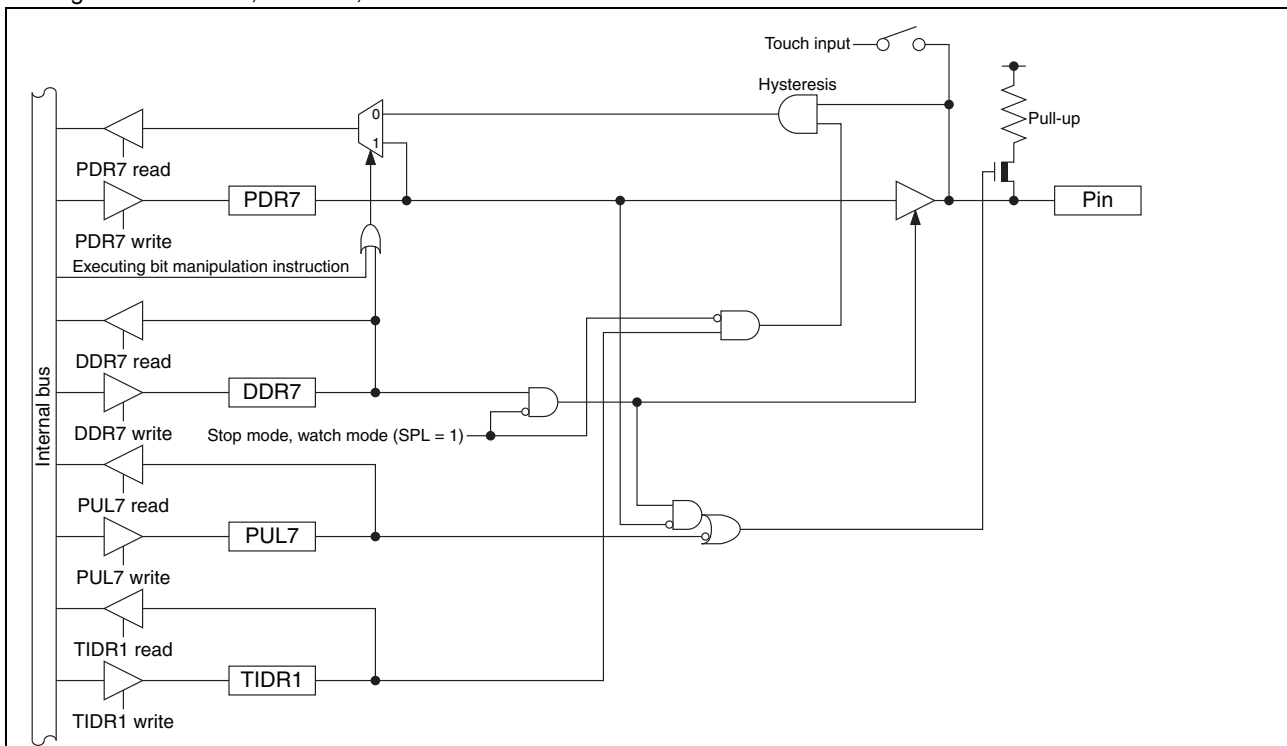 Touch input
Hysteresis
0
Pull-up
1
PDR7 read
PDR7
Pin
PDR7 write
Executing bit manipulation instruction
DDR7 read
DDR7
DDR7 write
Stop mode, watch mode (SPL = 1)
Internal bus
PUL7 read
PUL7
PUL7 write
TIDR1 read
TIDR1
TIDR1 write